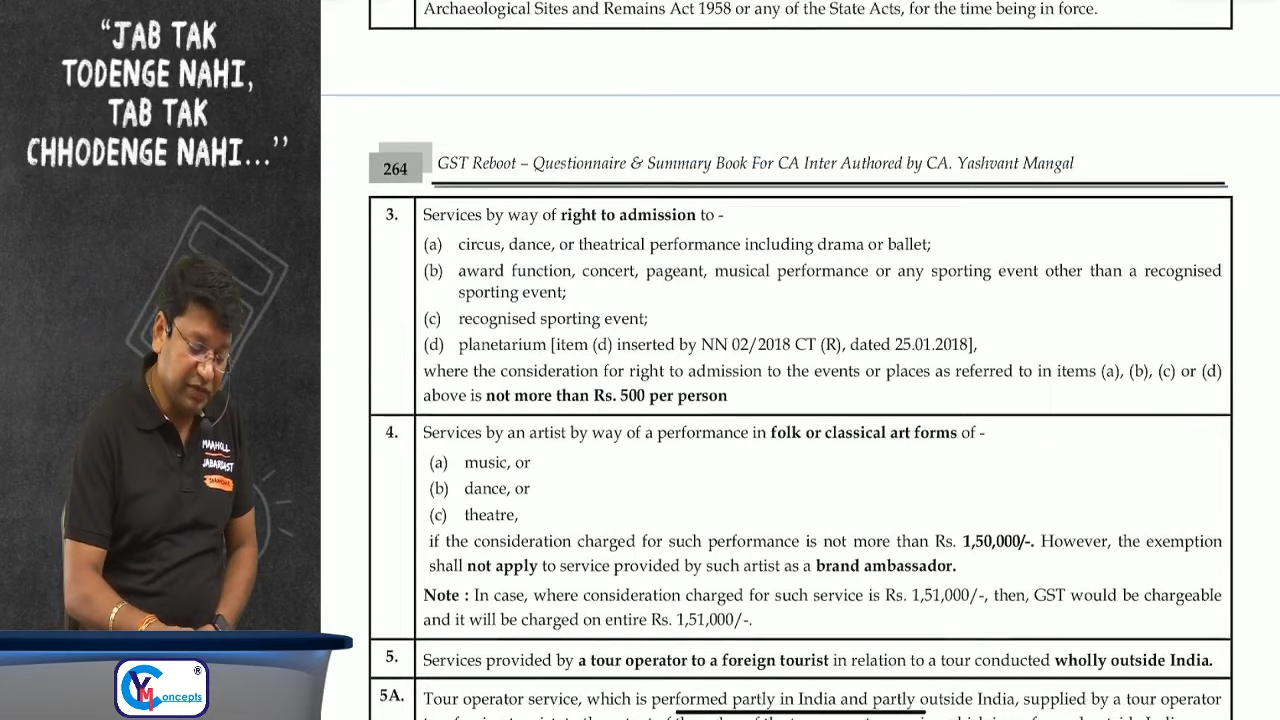 “JAB TAK
TODENGE NAHI,
TAB TAK
CHHODENGE NAHI...’’
MAAHOLL
JABARDAST
Y
M
oncepts
®
Archaeological Sites and Remains Act 1958 or any of the State Acts, for the time being in force.
264
GST Reboot – Questionnaire & Summary Book For CA Inter Authored by CA. Yashvant Mangal
3.
Services by way of right to admission to -
(a) circus, dance, or theatrical performance including drama or ballet;
(b) award function, concert, pageant, musical performance or any sporting event other than a recognised
sporting event;
(c) recognised sporting event;
(d) planetarium [item (d) inserted by NN 02/2018 CT (R), dated 25.01.2018],
where the consideration for right to admission to the events or places as referred to in items (a), (b), (c) or (d)
above is not more than Rs. 500 per person
4.
Services by an artist by way of a performance in folk or classical art forms of -
(a) music, or
(b) dance, or
(c) theatre,
if the consideration charged for such performance is not more than Rs. 1,50,000/-. However, the exemption
shall not apply to service provided by such artist as a brand ambassador.
Note : In case, where consideration charged for such service is Rs. 1,51,000/-, then, GST would be chargeable
and it will be charged on entire Rs. 1,51,000/-.
5.
Services provided by a tour operator to a foreign tourist in relation to a tour conducted wholly outside India.
5A.
Tour operator service, which is performed partly in India and partly outside India, supplied by a tour operator